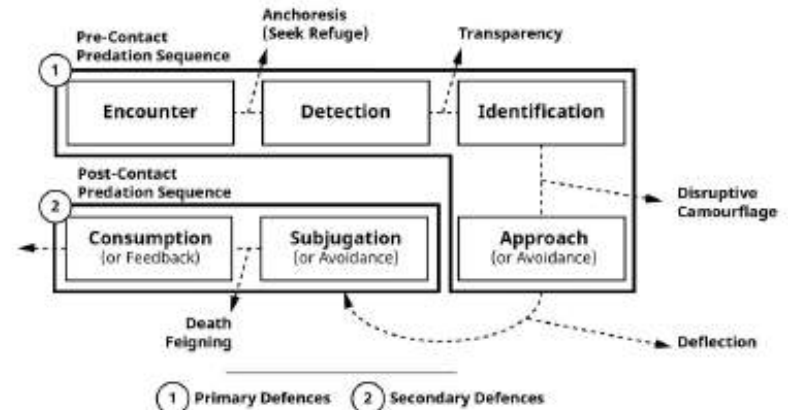 Anchoresis
(Seek Refuge)
Transparency
Pre-Contact
Predation Sequence
1
Encounter
Detection
Identification
Post-Contact
Predation Sequence
2
Disruptive
Camourflage
Consumption
(or Feedback)
Subjugation
(or Avoidance)
Approach
(or Avoidance)
Death
Feigning
Deflection
1 Primary Defences 2 Secondary Defences